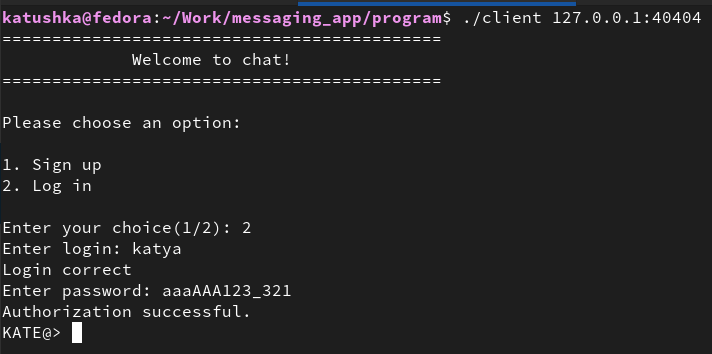 katushka@fedora:~/Work/messaging_app/program$ ./client 127.0.0.1:40404
============================================
Welcome to chat!
============================================
Please choose an option:
1. Sign up
2. Log in
Enter your choice(1/2): 2
Enter login: katya
Login correct
Enter password: aaaAAA123_321
Authorization successful.
KATE@>